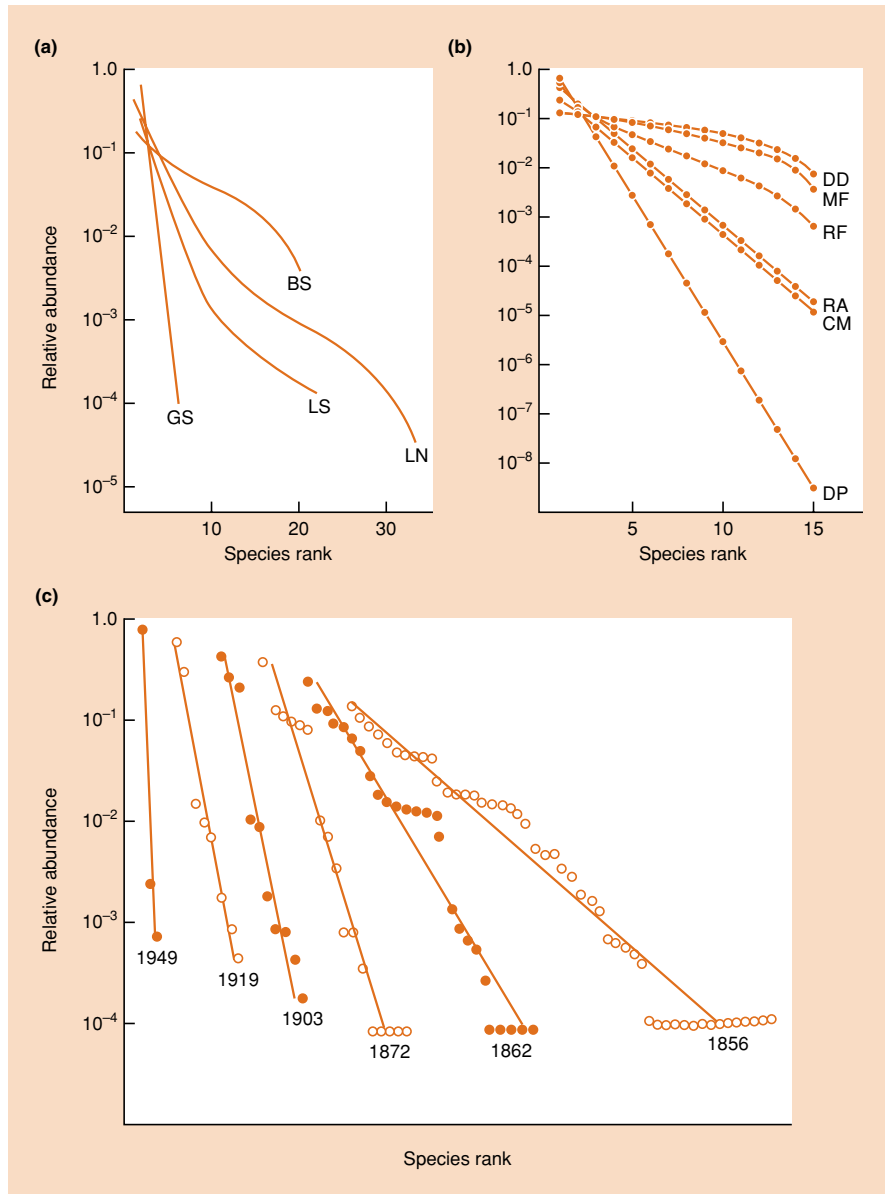 (a)
1.0
10⁻¹
10⁻²
10⁻³
10⁻⁴
10⁻⁵
Relative abundance
GS
BS
LS
LN
10 20 30
Species rank
(b)
1.0
10⁻¹
10⁻²
10⁻³
10⁻⁴
10⁻⁵
10⁻⁶
10⁻⁷
10⁻⁸
Relative abundance
DD
MF
RF
RA
CM
DP
5 10 15
Species rank
(c)
1.0
10⁻¹
10⁻²
10⁻³
10⁻⁴
Relative abundance
1949
1919
1903
1872
1862
1856
Species rank